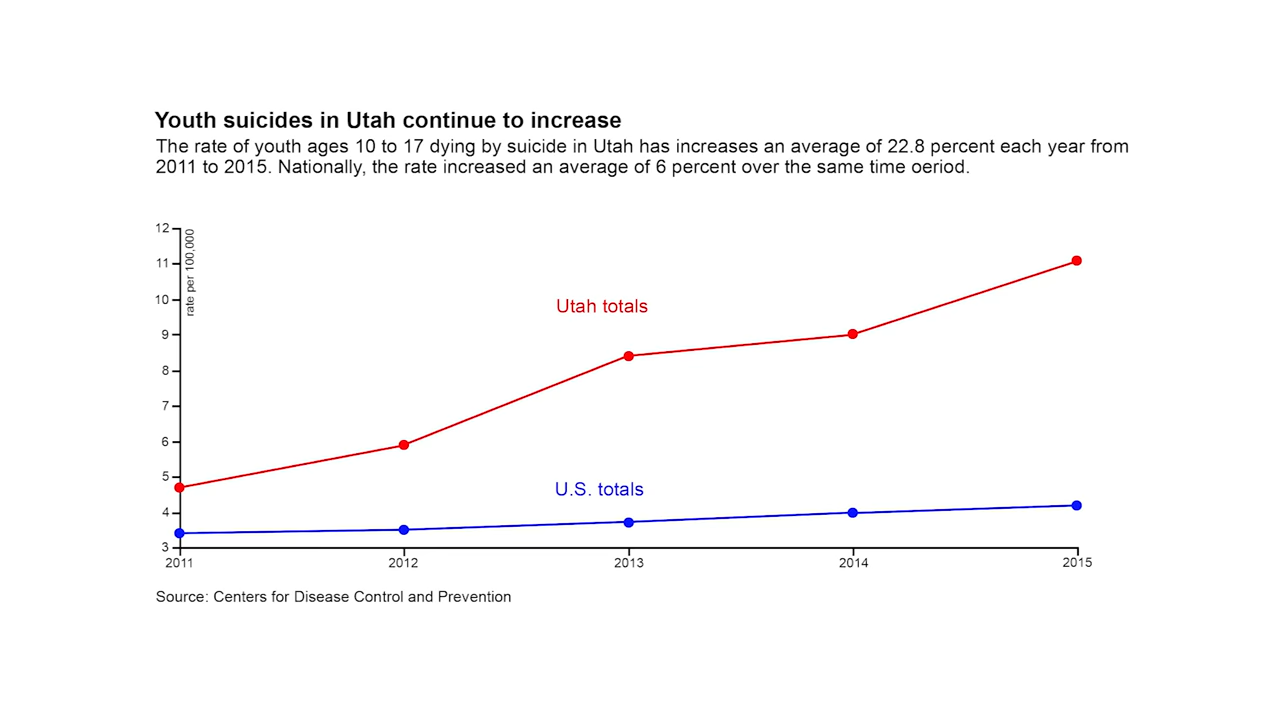 Youth suicides in Utah continue to increase
The rate of youth ages 10 to 17 dying by suicide in Utah has increases an average of 22.8 percent each year from
2011 to 2015. Nationally, the rate increased an average of 6 percent over the same time oeriod.
12
rate per 100,000
11
10
9
8
7
6
5
4
3
Utah totals
U.S. totals
2011 2012 2013 2014 2015
Source: Centers for Disease Control and Prevention